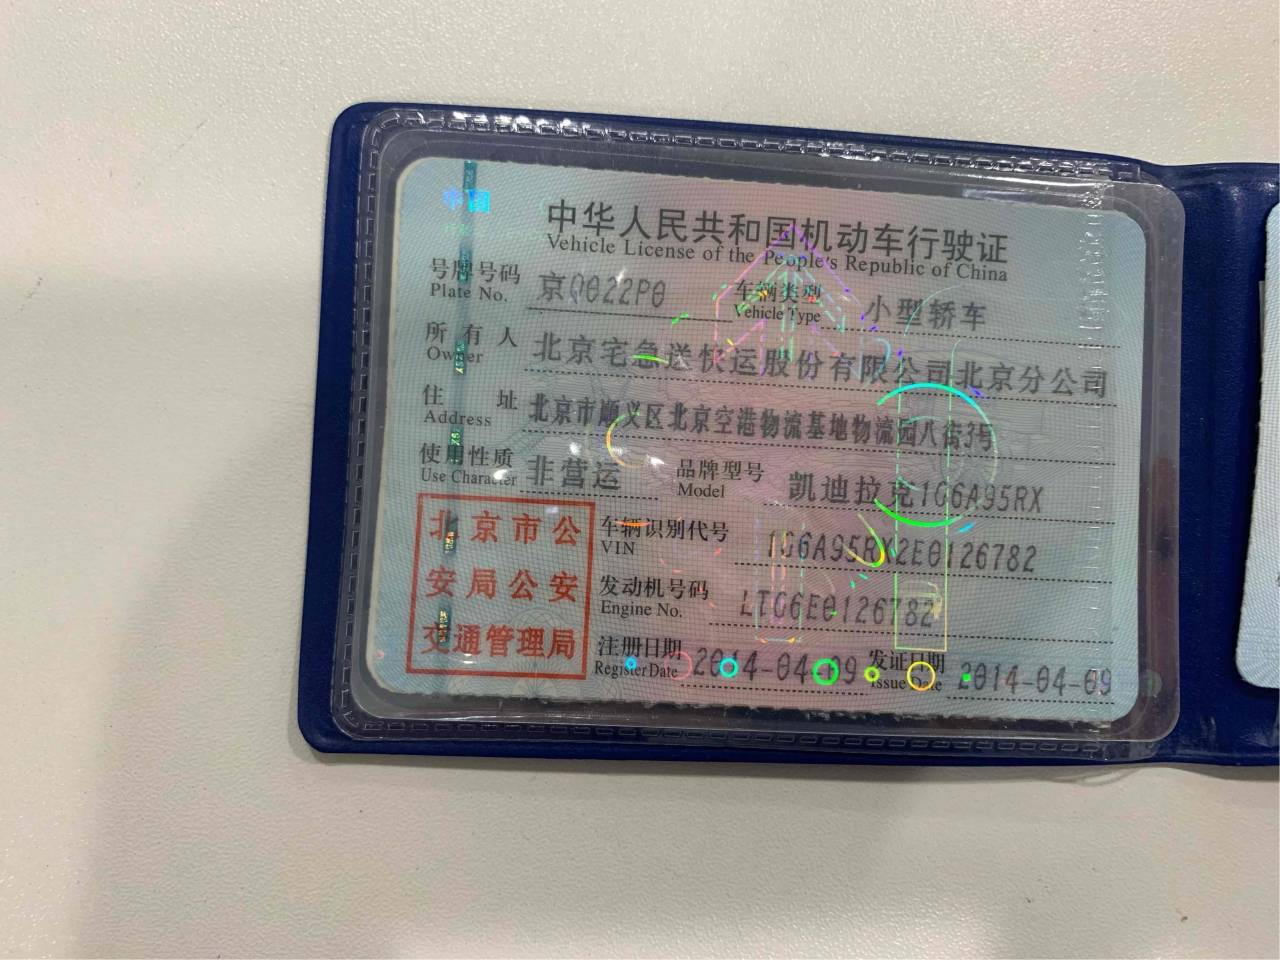 中国
中华人民共和国机动车行驶证
Vehicle License of the People's Republic of China
号牌号码 京Q022P0 车辆类型 小型轿车
Plate No. Vehicle Type
所有人 北京宅急送快运股份有限公司北京分公司
Owner
住址 北京市顺义区北京空港物流基地物流园八街3号
Address
使用性质 非营运 品牌型号 凯迪拉克1G6A95RX
Use Character Model
北京市公
安局公安
交通管理局
车辆识别代号 1G6A95RX2E0126782
VIN
发动机号码 LTG6E0126782
Engine No.
注册日期 2014-04-09 发证日期 2014-04-09
Register Date Issue Date